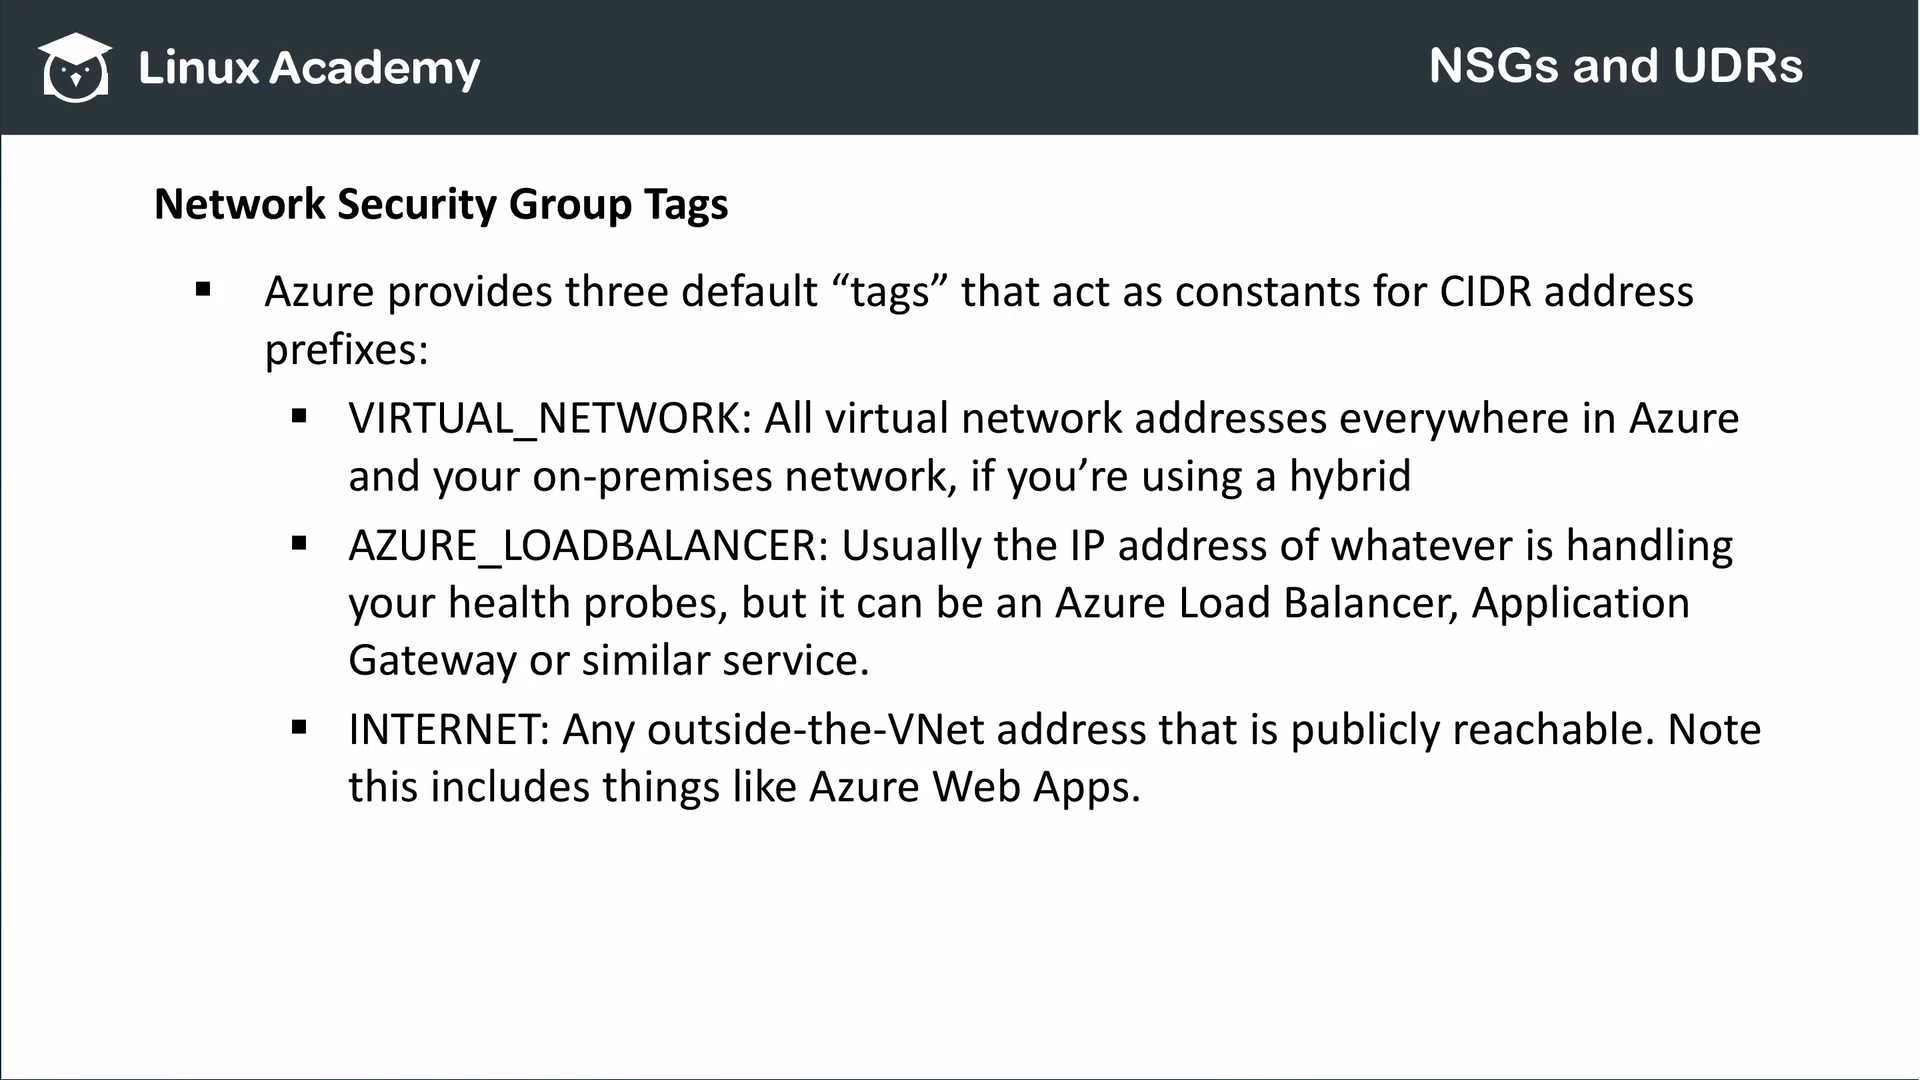 Linux Academy
NSGs and UDRs
Network Security Group Tags
▪ Azure provides three default “tags” that act as constants for CIDR address
prefixes:
▪ VIRTUAL_NETWORK: All virtual network addresses everywhere in Azure
and your on-premises network, if you’re using a hybrid
▪ AZURE_LOADBALANCER: Usually the IP address of whatever is handling
your health probes, but it can be an Azure Load Balancer, Application
Gateway or similar service.
▪ INTERNET: Any outside-the-VNet address that is publicly reachable. Note
this includes things like Azure Web Apps.